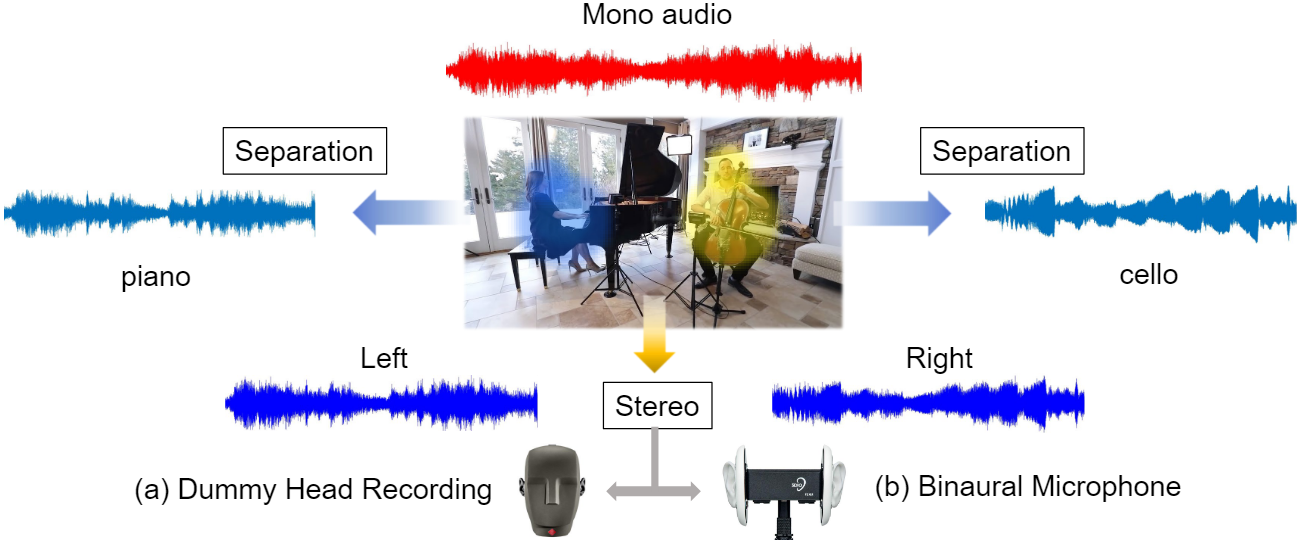 Mono audio
Separation
Separation
piano
cello
Left
Right
Stereo
(a) Dummy Head Recording
(b) Binaural Microphone